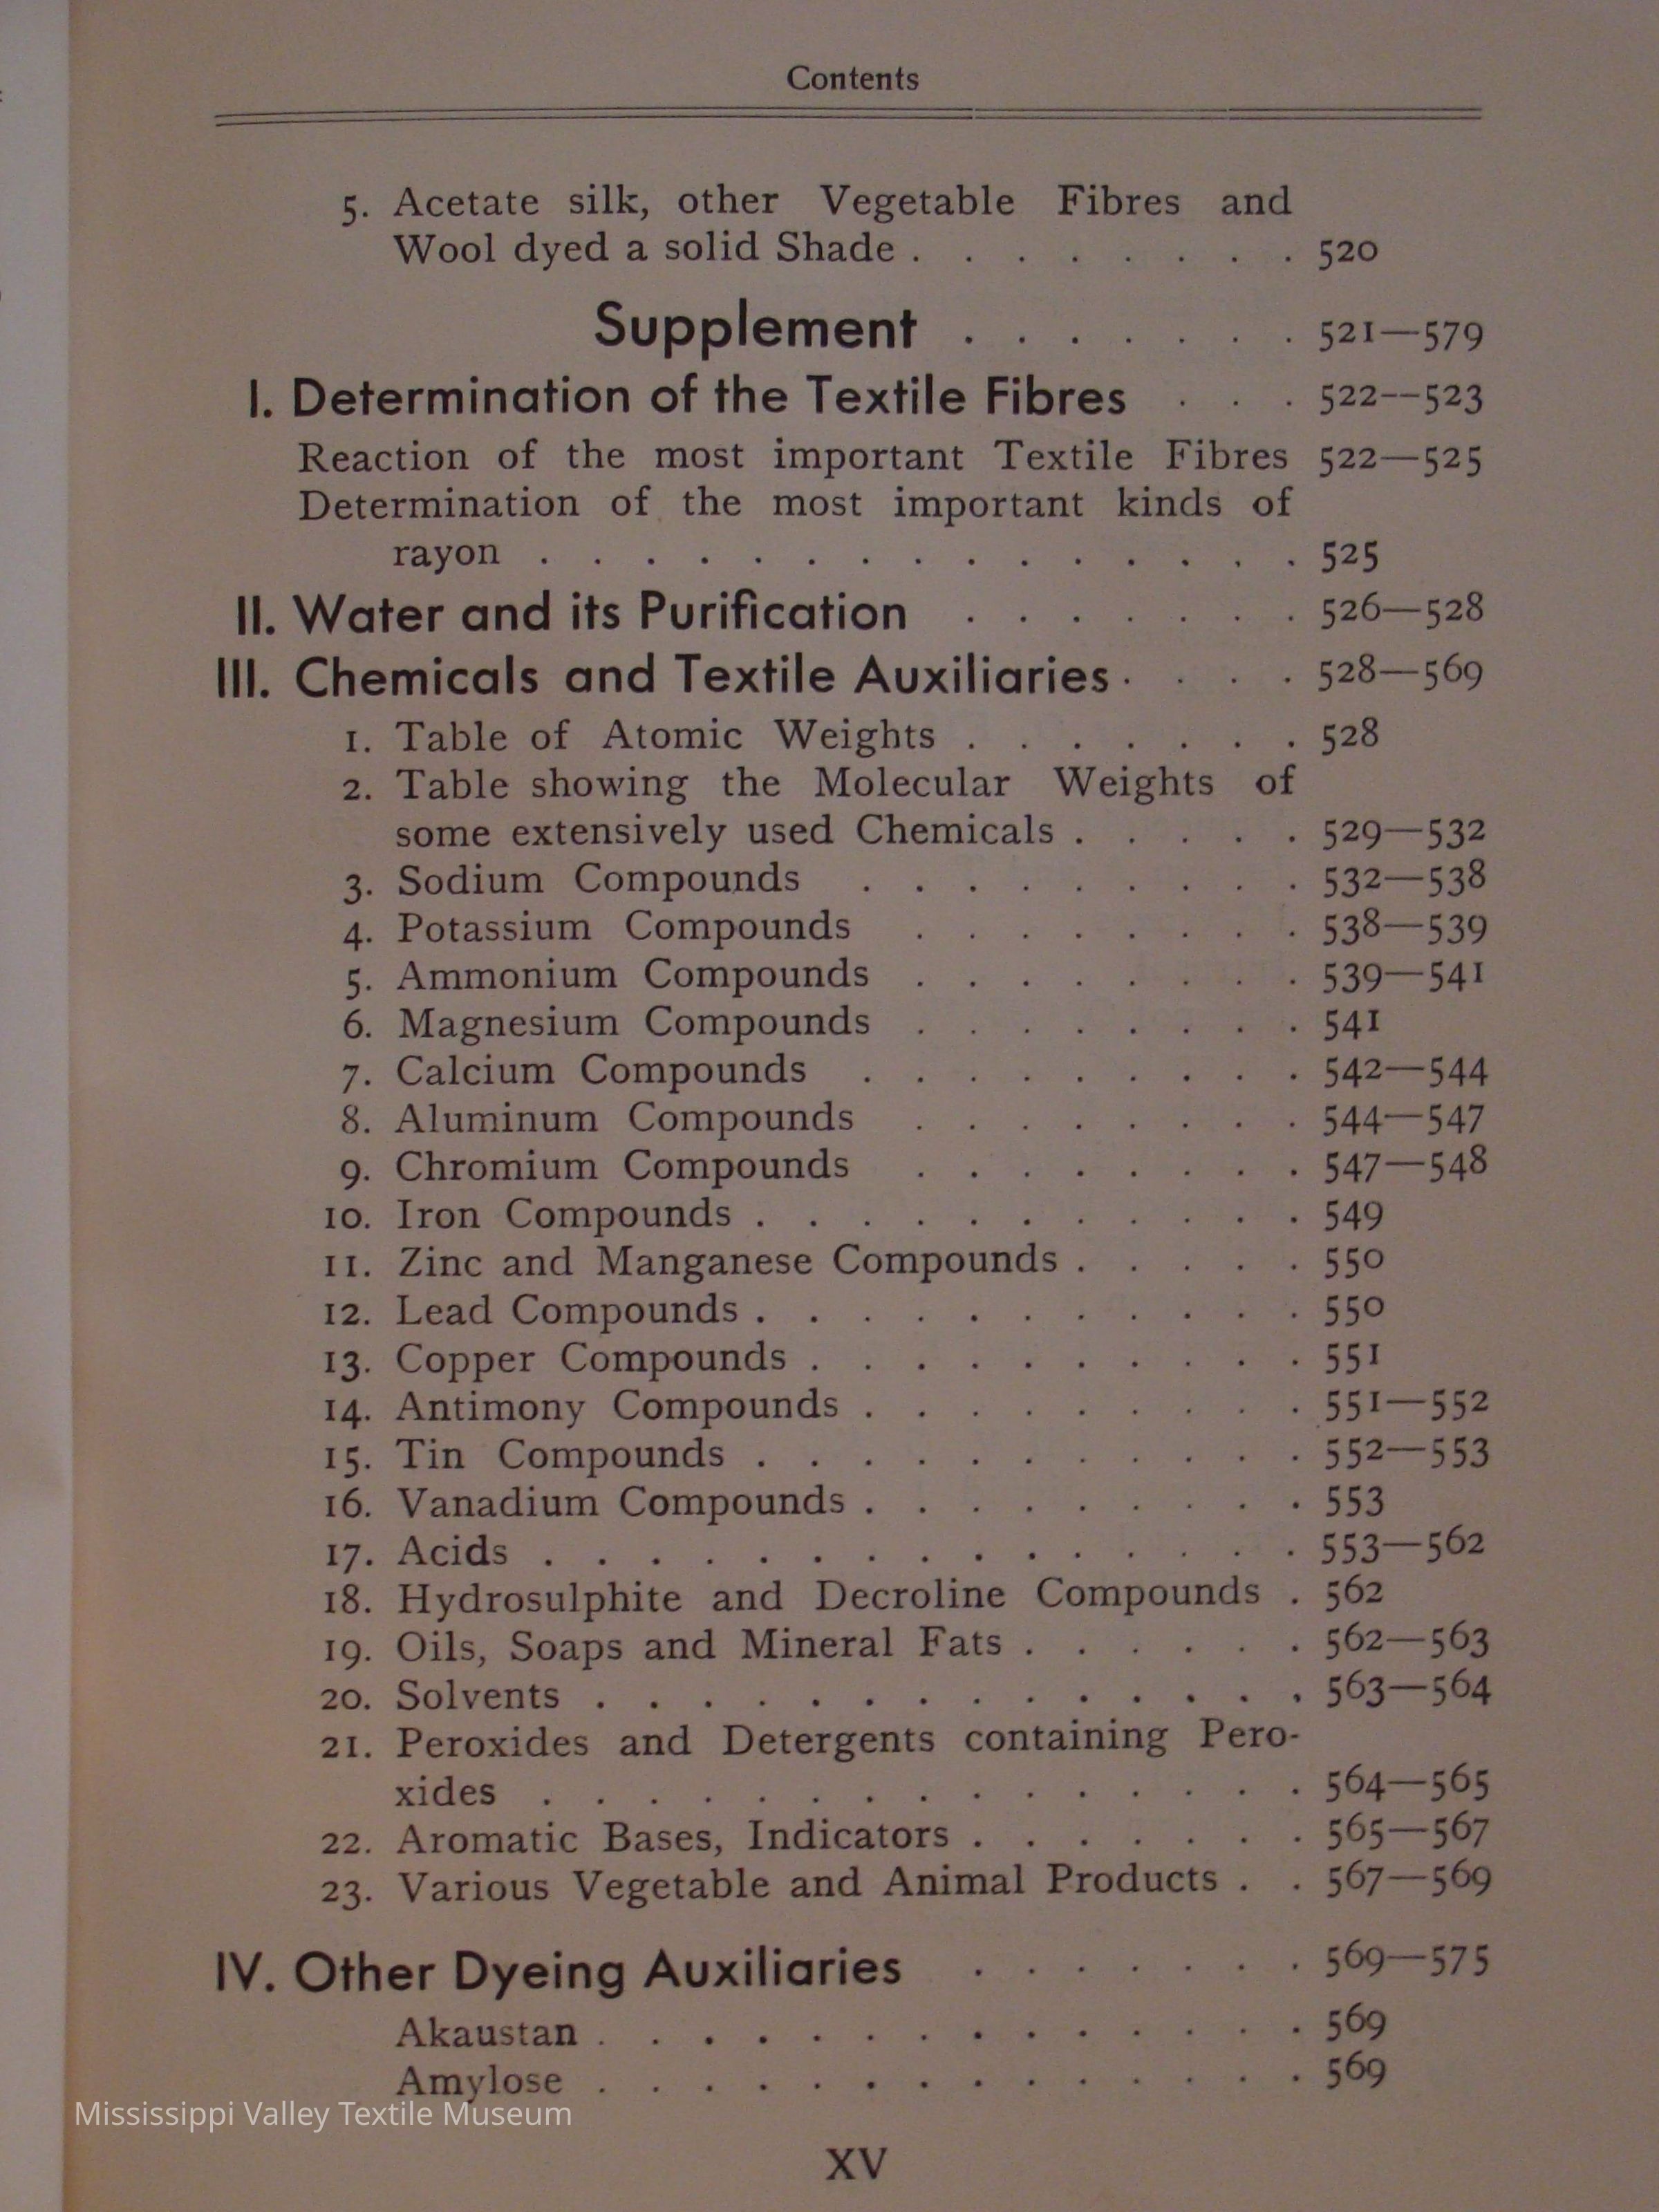 Contents
5. Acetate silk, other Vegetable Fibres and
Wool dyed a solid Shade . . . . . . . . 520
Supplement . . . . . . . 521—579
I. Determination of the Textile Fibres . . . 522--523
Reaction of the most important Textile Fibres 522—525
Determination of the most important kinds of
rayon . . . . . . . . . . . . . . . 525
II. Water and its Purification . . . . . . . 526—528
III. Chemicals and Textile Auxiliaries . . . . 528—569
1. Table of Atomic Weights . . . . . . . 528
2. Table showing the Molecular Weights of
some extensively used Chemicals . . . . . 529—532
3. Sodium Compounds . . . . . . . . . 532—538
4. Potassium Compounds . . . . . . . . 538—539
5. Ammonium Compounds . . . . . . . . 539—541
6. Magnesium Compounds . . . . . . . . 541
7. Calcium Compounds . . . . . . . . . 542—544
8. Aluminum Compounds . . . . . . . . 544—547
9. Chromium Compounds . . . . . . . . 547—548
10. Iron Compounds . . . . . . . . . . . 549
11. Zinc and Manganese Compounds . . . . . 550
12. Lead Compounds . . . . . . . . . . . 550
13. Copper Compounds . . . . . . . . . . 551
14. Antimony Compounds . . . . . . . . . 551—552
15. Tin Compounds . . . . . . . . . . . 552—553
16. Vanadium Compounds . . . . . . . . . 553
17. Acids . . . . . . . . . . . . . . . 553—562
18. Hydrosulphite and Decroline Compounds . 562
19. Oils, Soaps and Mineral Fats . . . . . . 562—563
20. Solvents . . . . . . . . . . . . . . 563—564
21. Peroxides and Detergents containing Pero-
xides . . . . . . . . . . . . . . . 564—565
22. Aromatic Bases, Indicators . . . . . . . 565—567
23. Various Vegetable and Animal Products . . 567—569
IV. Other Dyeing Auxiliaries . . . . . . . 569—575
Akaustan . . . . . . . . . . . . . . 569
Amylose . . . . . . . . . . . . . . 569
Mississippi Valley Textile Museum
XV